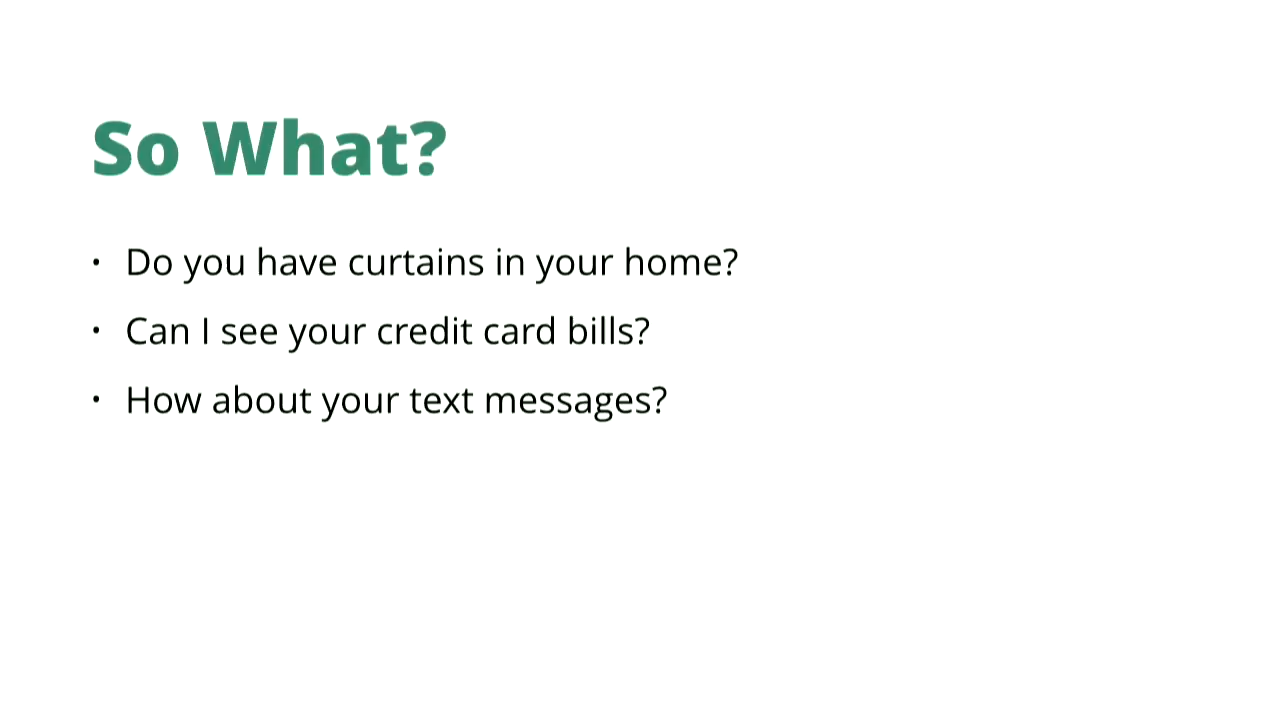 So What?
• Do you have curtains in your home?
• Can I see your credit card bills?
• How about your text messages?